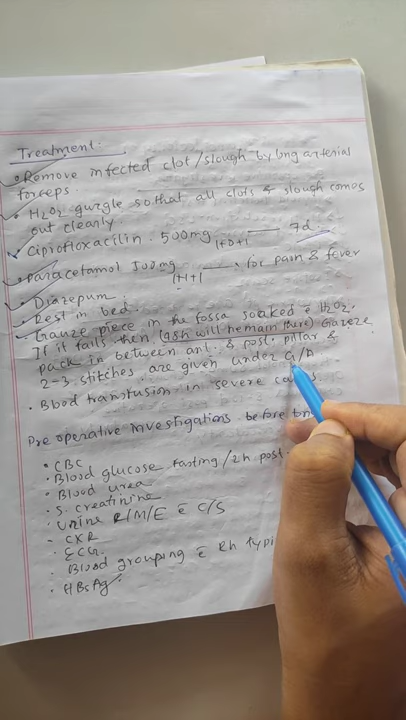 Treatment:
• Remove infected clot/slough by long arterial
forceps.
• H2O2 gurgle so that all clots & slough comes
out clearly.
• Ciprofloxacilin. 500mg 1+0+1 — 7d
• paracetamol 500mg 1+1+1 — for pain & fever
• Diazepum.
• Rest in bed.
• Gauze piece in the fossa soaked ē H2O2.
If it fails then (gsh will remain there) Gauze
pack in between ant. & post. pillar &
2-3 stitches are given under G/A
• Blood transfusion in severe cases.
Pre operative investigations before
• CBC
• Blood glucose fasting/2h post
• Blood urea
• S. creatinine
• Urine R/M/E ē C/S
• CXR
• ECG.
• Blood grouping ē Rh
• HBsAg